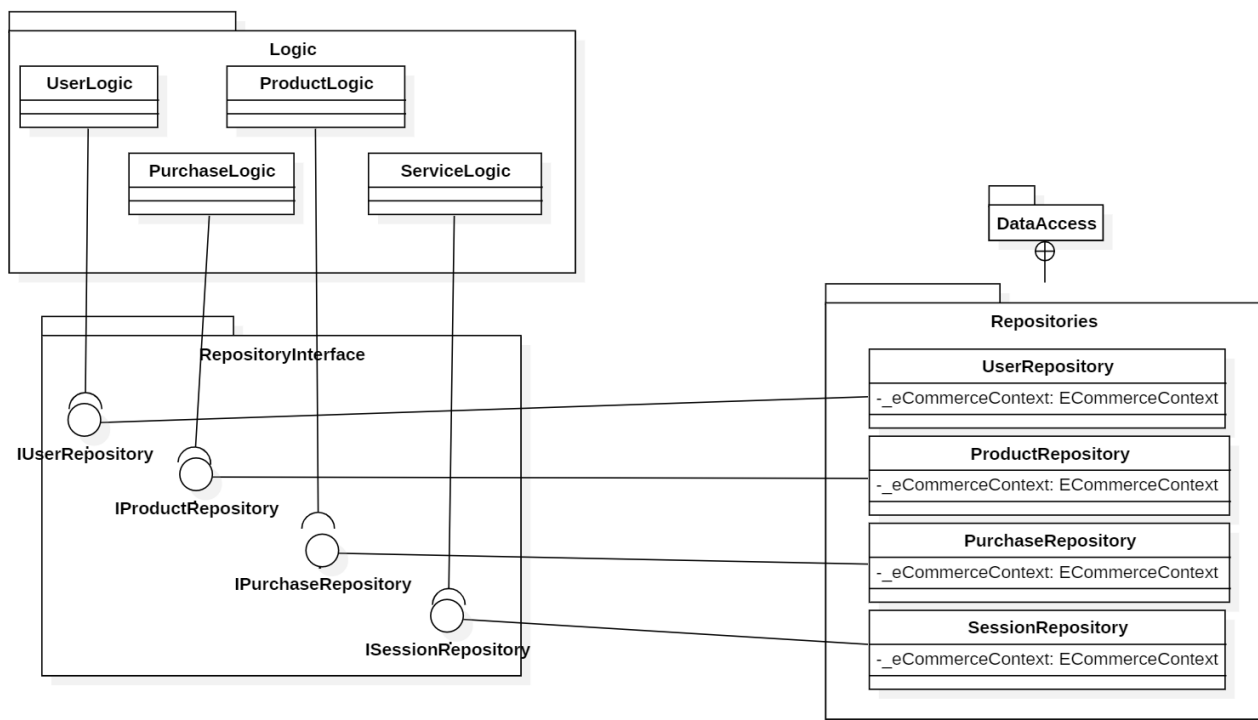 Logic
UserLogic
ProductLogic
PurchaseLogic
ServiceLogic
RepositoryInterface
IUserRepository
IProductRepository
IPurchaseRepository
ISessionRepository
DataAccess
Repositories
UserRepository
-_eCommerceContext: ECommerceContext
ProductRepository
-_eCommerceContext: ECommerceContext
PurchaseRepository
-_eCommerceContext: ECommerceContext
SessionRepository
-_eCommerceContext: ECommerceContext